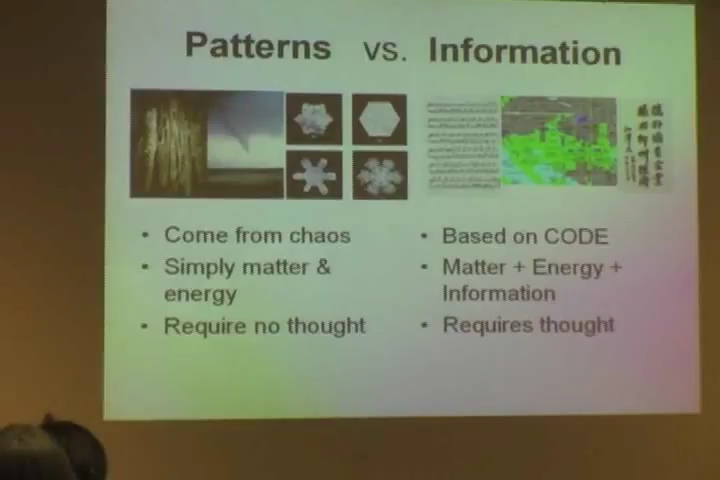 Patterns vs. Information
• Come from chaos
• Simply matter &
energy
• Require no thought
• Based on CODE
• Matter + Energy +
Information
• Requires thought